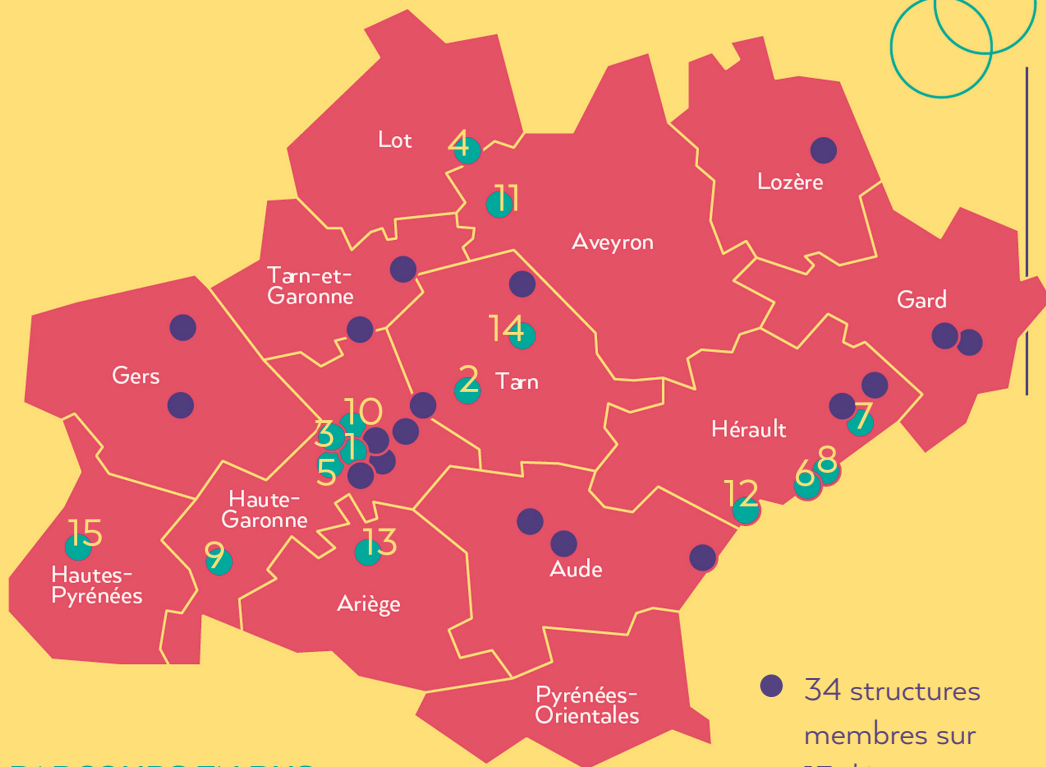 Lot
4
11
Lozère
Aveyron
Tarn-et-
Garonne
Gard
14
Gers
2
Tarn
10
3
1
5
7
Hérault
8
6
12
Haute-
Garonne
15
9
13
Hautes-
Pyrénées
Aude
Ariège
Pyrénées-
Orientales
34 structures
membres sur